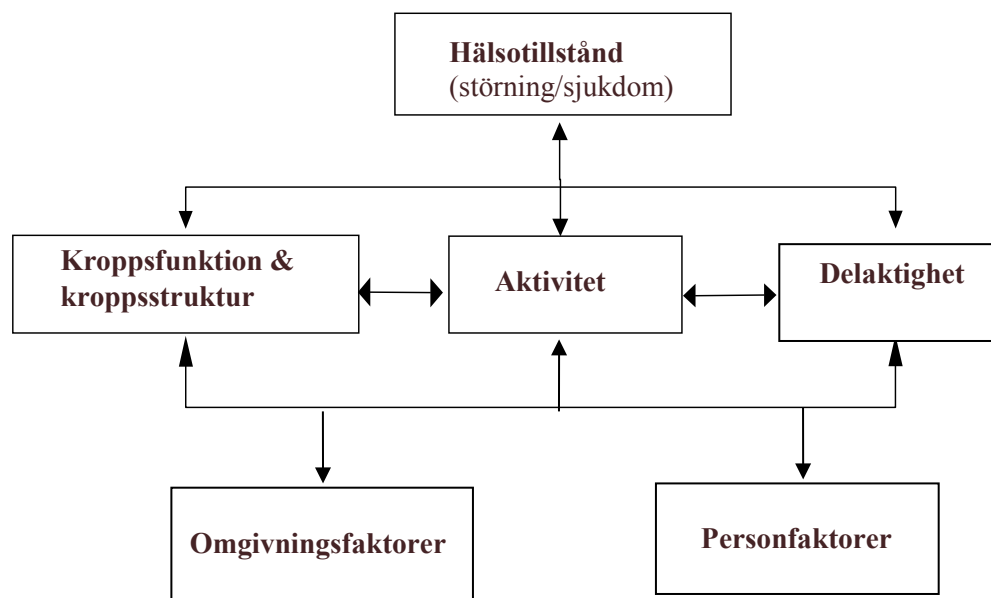 Hälsotillstånd
(störning/sjukdom)
Kroppsfunktion &
kroppsstruktur
Aktivitet
Delaktighet
Omgivningsfaktorer
Personfaktorer